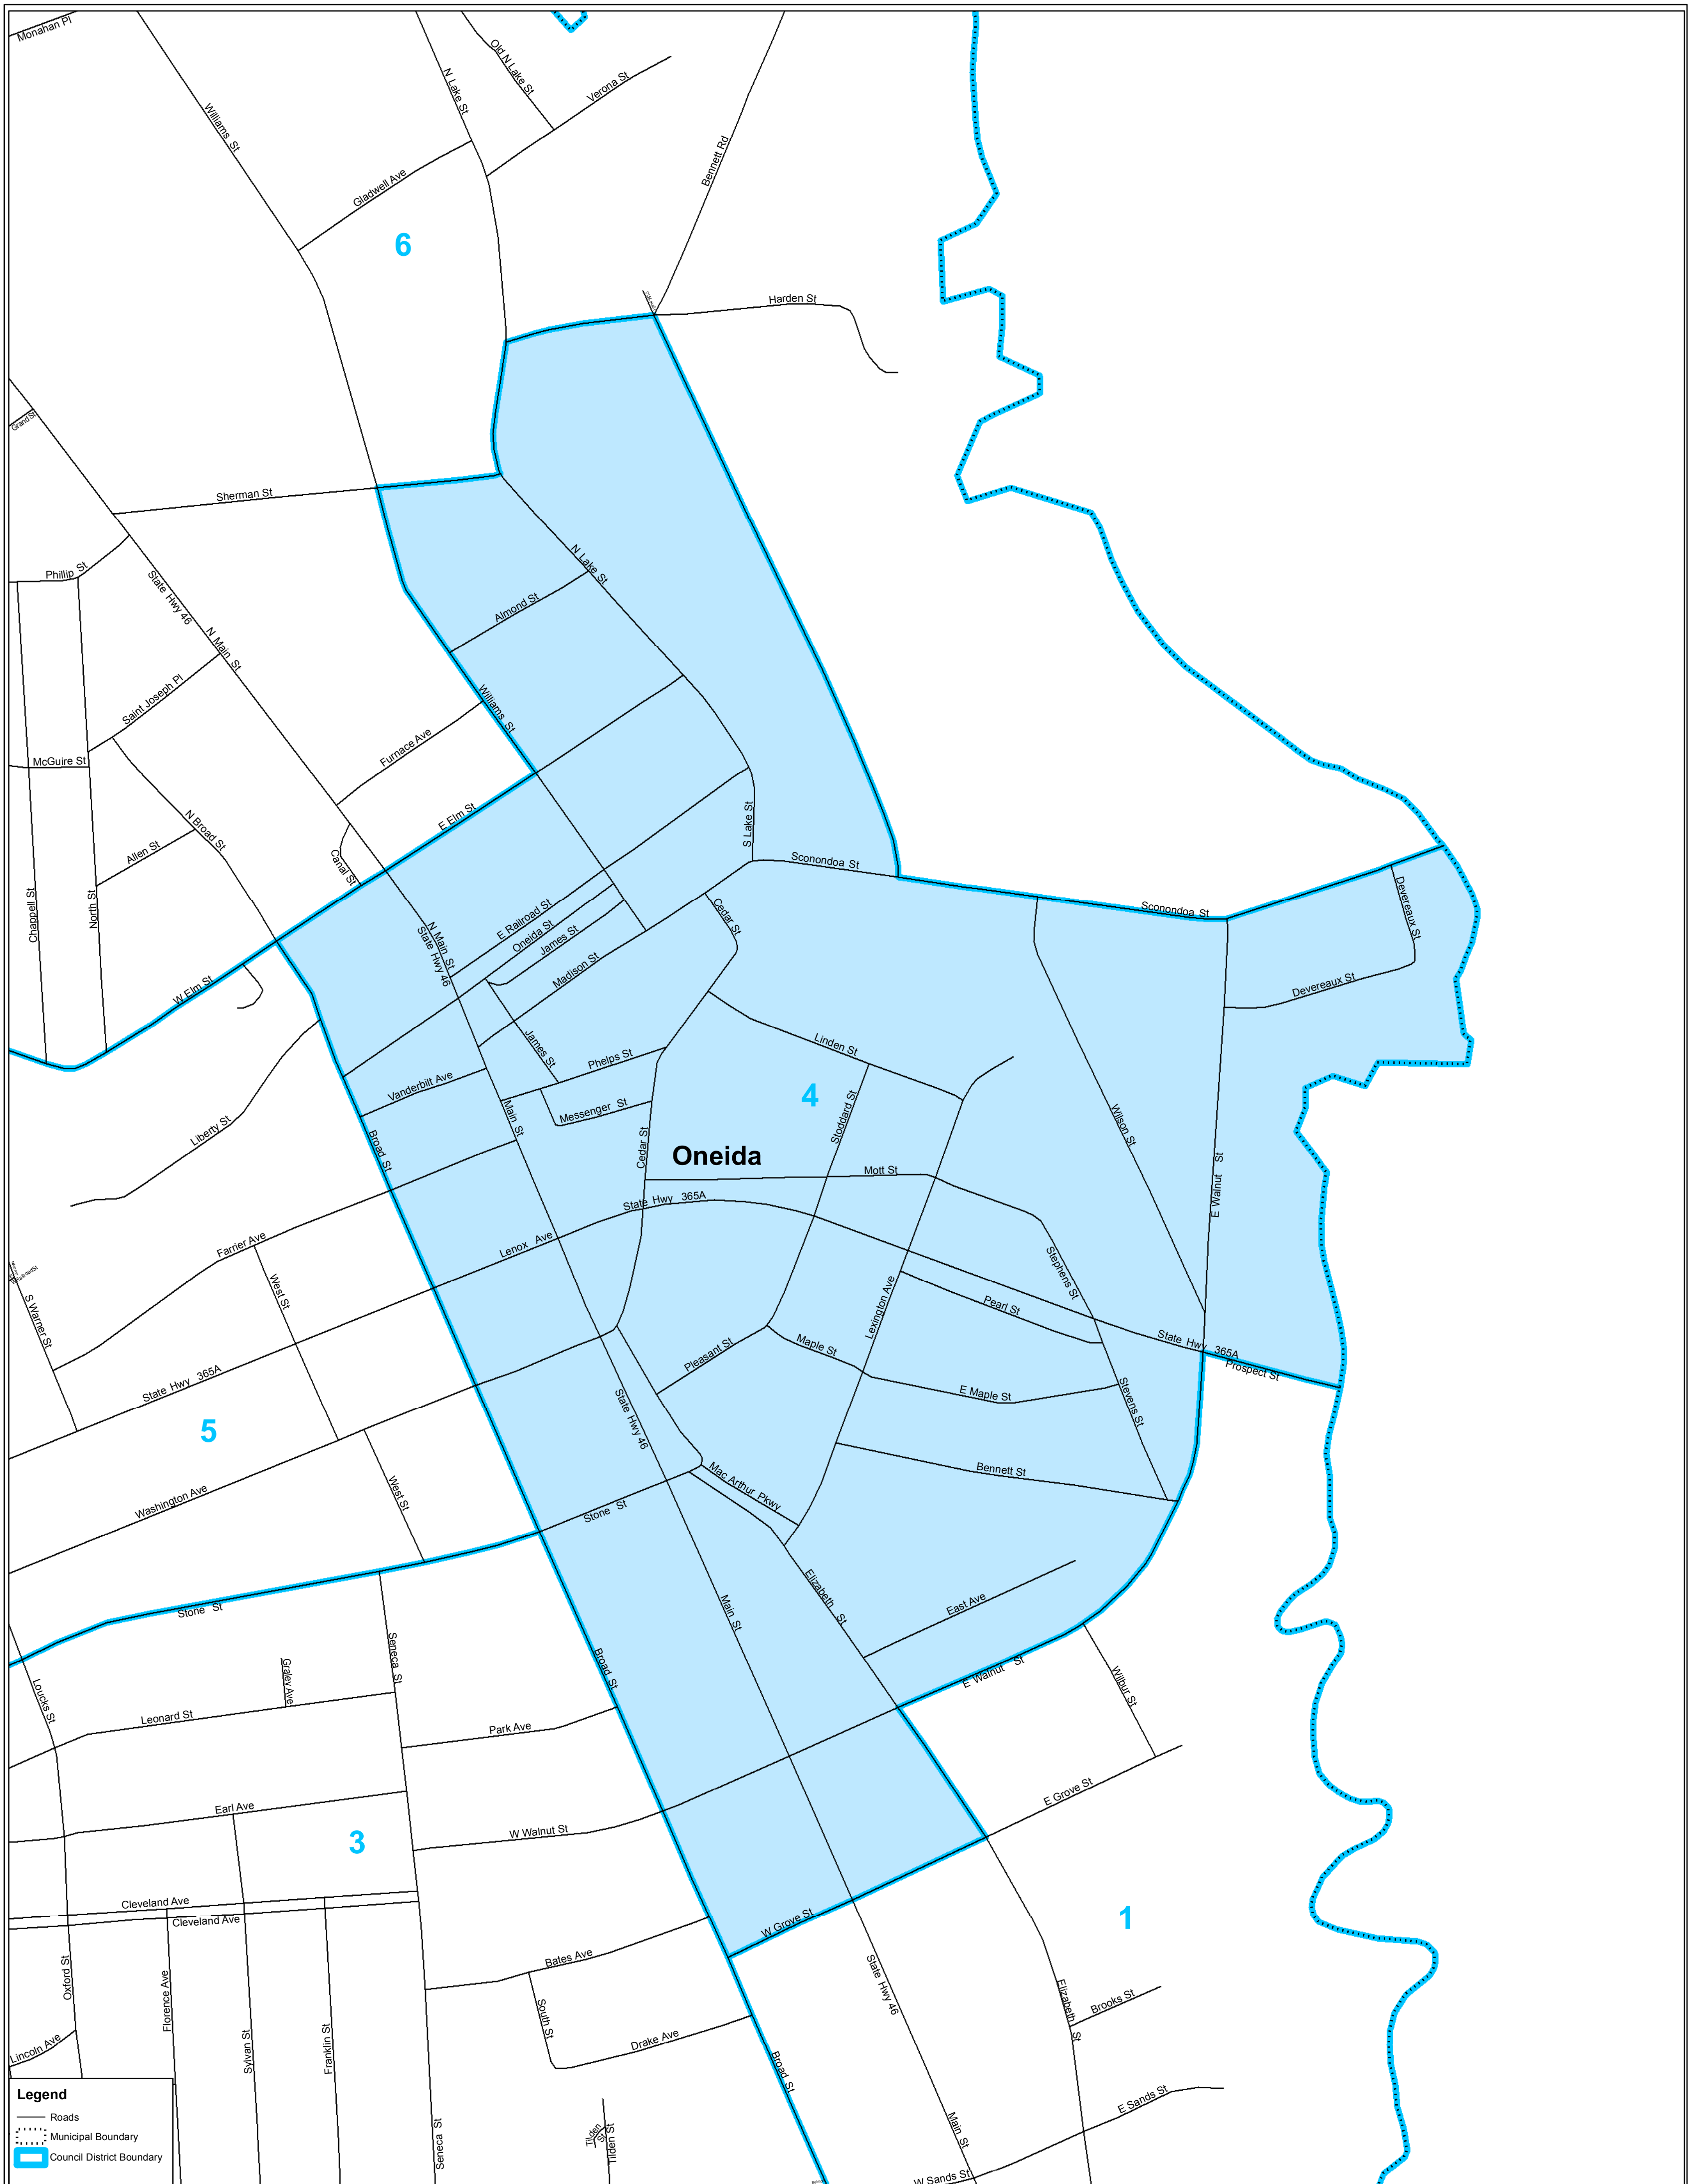 Monahan Pl
Williams St
N Lake St
Old N Lake St
Verona St
Bennett Rd
Gladwell Ave
6
Harden St
Grand St
Sherman St
Phillip St
State Hwy 46
N Main St
N Lake St
Almond St
Saint Joseph Pl
Williams St
Furnace Ave
McGuire St
N Broad St
E Elm St
S Lake St
Allen St
Canal St
Sconondoa St
Chappell St
North St
E Railroad St
Cedar St
Sconondoa St
Devereaux St
N Main St
State Hwy 46
Oneida St
James St
Madison St
W Elm St
Devereaux St
James St
Phelps St
Linden St
Vanderbilt Ave
4
Messenger St
Main St
Stoddard St
Wilson St
Liberty St
Broad St
Cedar St
Oneida
Mott St
E Walnut St
State Hwy 365A
Farrier Ave
Lenox Ave
Stephens St
West St
S Warner St
Lexington Ave
Pearl St
State Hwy 365A
Prospect St
Pleasant St
Maple St
State Hwy 365A
E Maple St
Stevens St
State Hwy 46
5
Bennett St
Mac Arthur Pkwy
West St
Washington Ave
Stone St
Elizabeth St
East Ave
Main St
Stone St
Seneca St
Broad St
E Walnut St
Wilbur St
Graley Ave
Loucks St
Leonard St
Park Ave
E Grove St
Earl Ave
3
W Walnut St
Cleveland Ave
Cleveland Ave
W Grove St
1
Bates Ave
Oxford St
Florence Ave
State Hwy 46
Elizabeth St
Brooks St
South St
Sylvan St
Franklin St
Drake Ave
Lincoln Ave
Broad St
E Sands St
Main St
Seneca St
Tilden St
Tilden St
W Sands St
Legend
Roads
Municipal Boundary
Council District Boundary